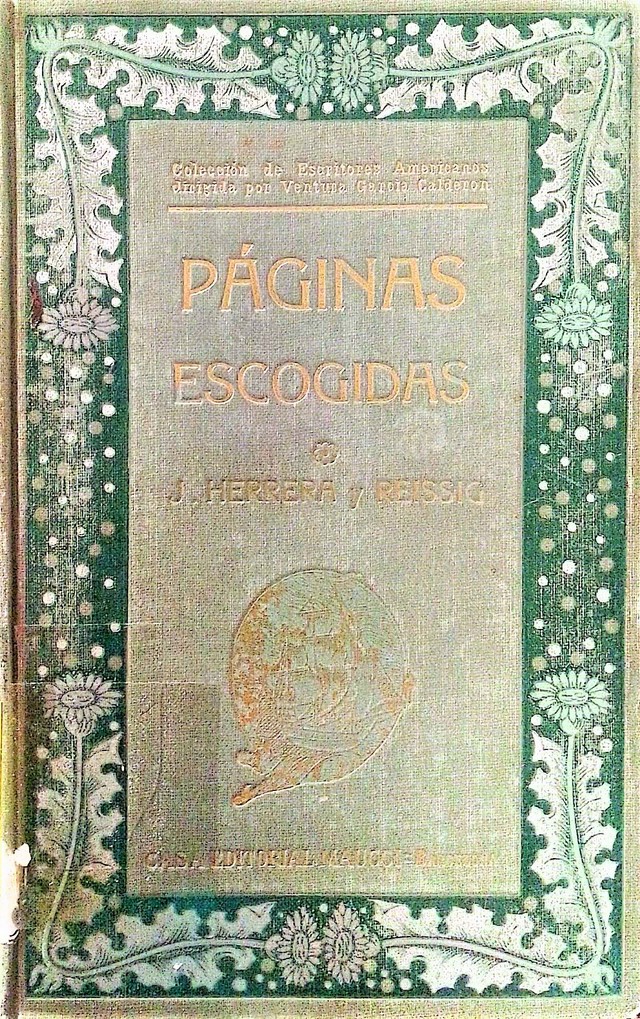 Colección de Escritores Americanos
dirigida por Ventura García Calderón
PÁGINAS
ESCOGIDAS
J. HERRERA y REISSIG
CASA EDITORIAL MAUCCI-Barcelona